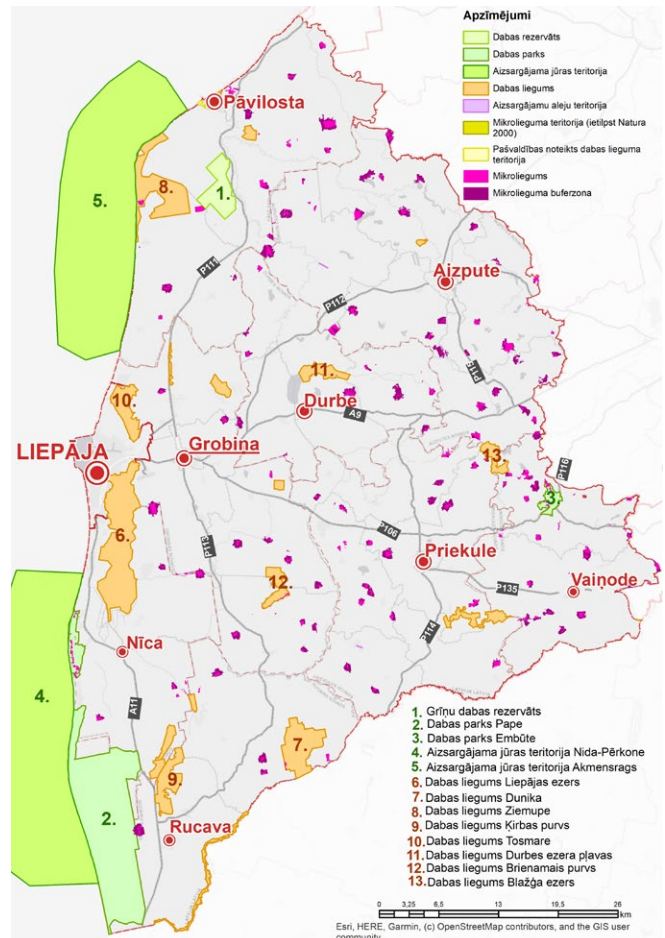 Apzīmējumi
Dabas rezervāts
Dabas parks
Aizsargājama jūras teritorija
Dabas liegums
Aizsargājamu aleju teritorija
Mikrolieguma teritorija (ietilpst Natura
2000)
Pašvaldības noteikts dabas lieguma
teritorija
Mikroliegums
Mikrolieguma buferzona
Pāvilosta
5.
8.
1.
P111
Aizpute
P112
P115
11.
10.
Durbe
A9
LIEPĀJA
Grobiņa
13.
P116
3.
6.
P113
P106
Priekule
12.
P135
Vaiņode
Nīca
P114
4.
A11
7.
9.
2.
Rucava
1. Grīņu dabas rezervāts
2. Dabas parks Pape
3. Dabas parks Embūte
4. Aizsargājama jūras teritorija Nida-Pērkone
5. Aizsargājama jūras teritorija Akmensrags
6. Dabas liegums Liepājas ezers
7. Dabas liegums Dunika
8. Dabas liegums Ziemupe
9. Dabas liegums Ķirbas purvs
10. Dabas liegums Tosmare
11. Dabas liegums Durbes ezera pļavas
12. Dabas liegums Brienamais purvs
13. Dabas liegums Blažģa ezers
0 3,25 6,5 13 19,5 26
km
Esri, HERE, Garmin, (c) OpenStreetMap contributors, and the GIS user
community